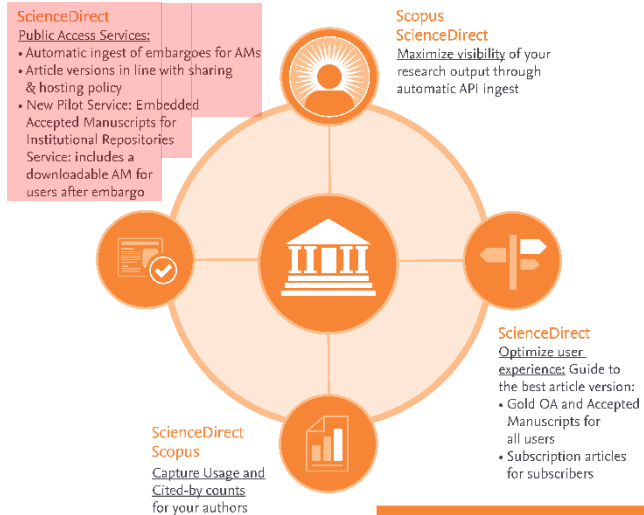 ScienceDirect
Public Access Services:
• Automatic ingest of embargoes for AMs
• Article versions in line with sharing
& hosting policy
• New Pilot Service: Embedded
Accepted Manuscripts for
Institutional Repositories
Service: includes a
downloadable AM for
users after embargo
Scopus
ScienceDirect
Maximize visibility of your
research output through
automatic API ingest
ScienceDirect
Optimize user
experience: Guide to
the best article version:
• Gold OA and Accepted
Manuscripts for
all users
• Subscription articles
for subscribers
ScienceDirect
Scopus
Capture Usage and
Cited-by counts
for your authors